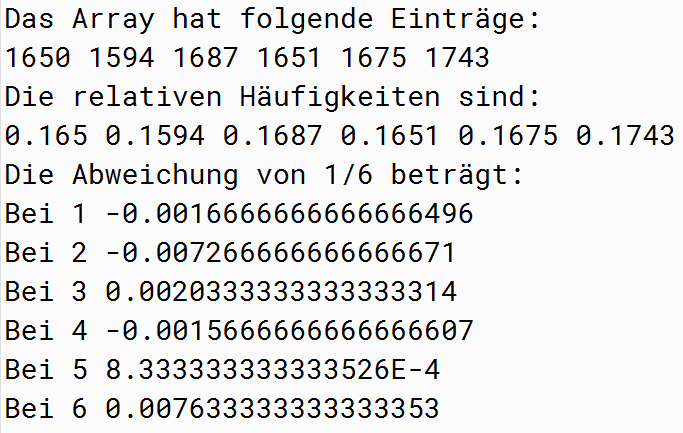 Das Array hat folgende Einträge:
1650 1594 1687 1651 1675 1743
Die relativen Häufigkeiten sind:
0.165 0.1594 0.1687 0.1651 0.1675 0.1743
Die Abweichung von 1/6 beträgt:
Bei 1 -0.0016666666666666496
Bei 2 -0.007266666666666671
Bei 3 0.0020333333333333314
Bei 4 -0.0015666666666666607
Bei 5 8.333333333333526E-4
Bei 6 0.007633333333333353